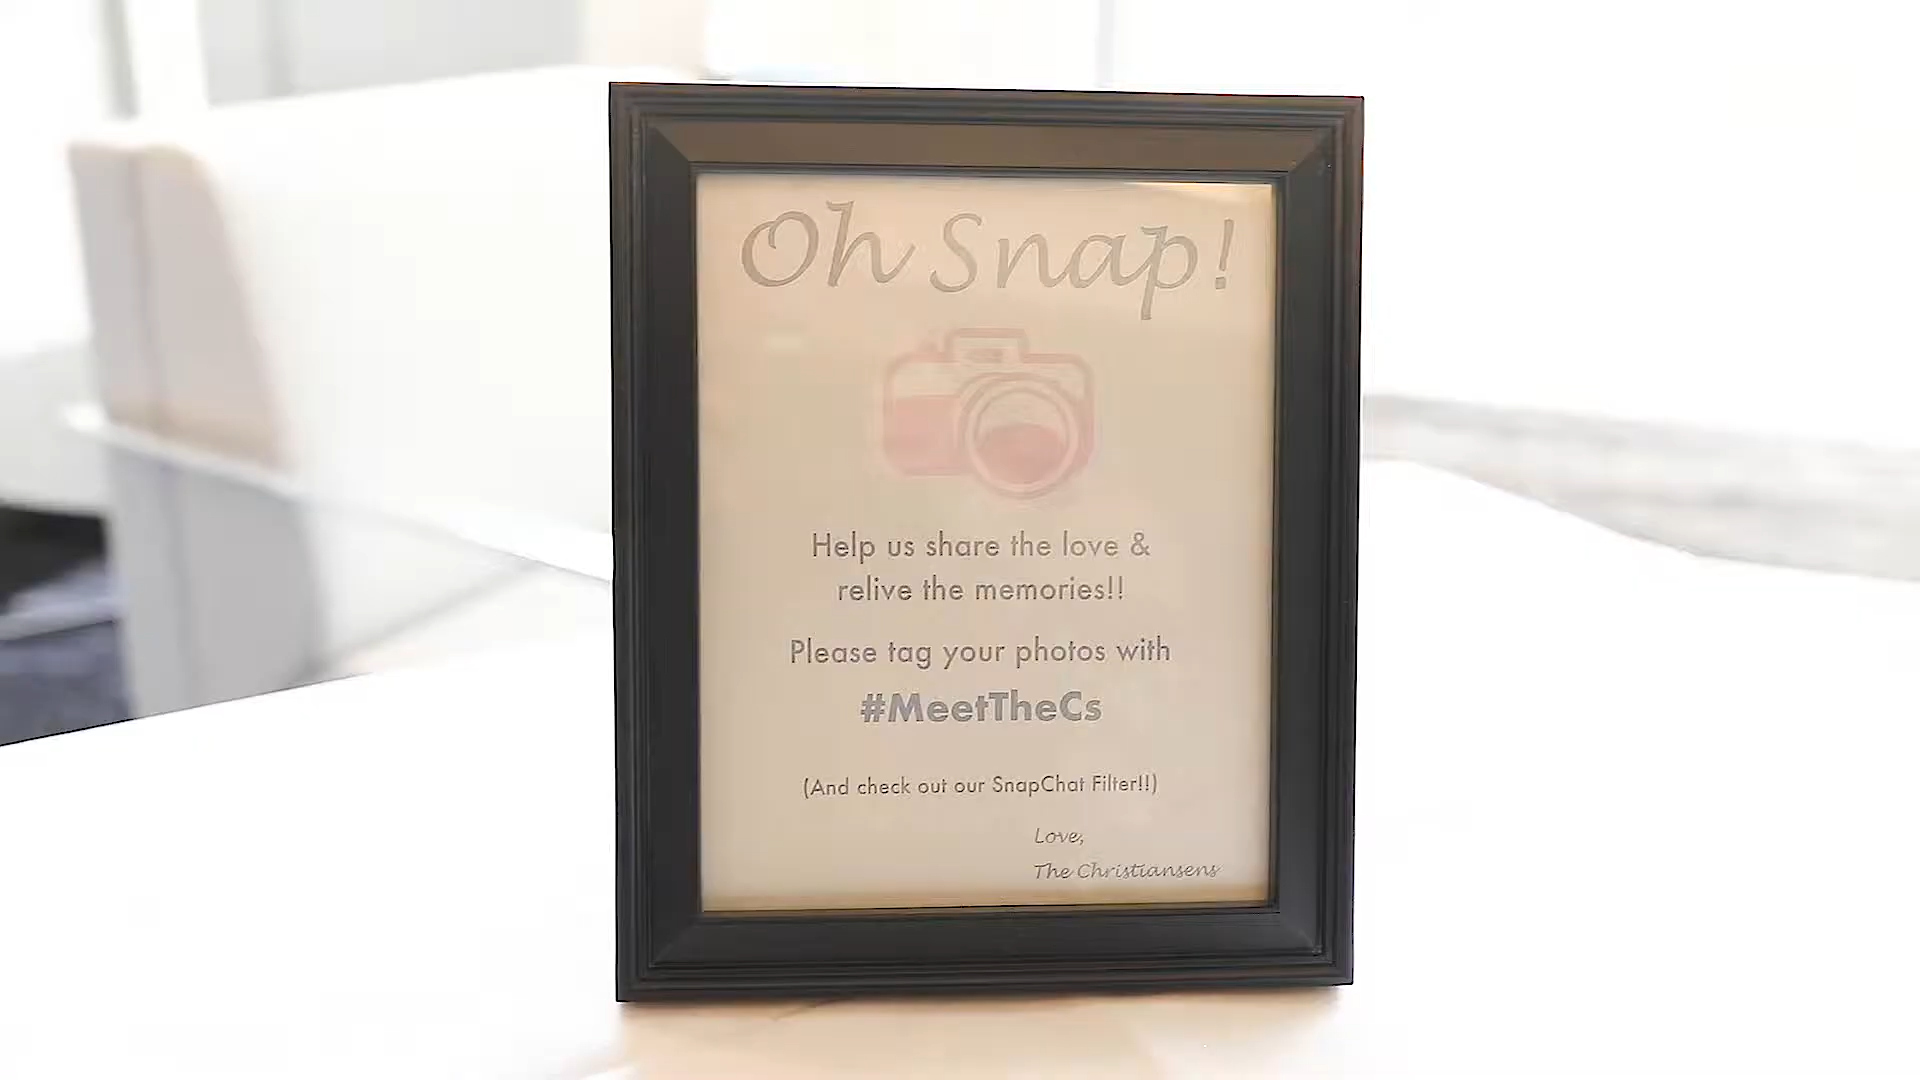 Oh Snap!
Help us share the love &
relive the memories!!
Please tag your photos with
#MeetTheCs
(And check out our SnapChat Filter!!)
Love,
The Christiansens